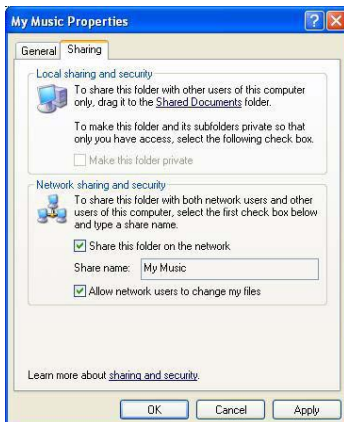 My Music Properties
General
Sharing
Local sharing and security
To share this folder with other users of this computer
only, drag it to the Shared Documents folder.
To make this folder and its subfolders private so that
only you have access, select the following check box.
Make this folder private
Network sharing and security
To share this folder with both network users and other
users of this computer, select the first check box below
and type a share name.
Share this folder on the network
Share name: My Music
Allow network users to change my files
Learn more about sharing and security.
OK Cancel Apply